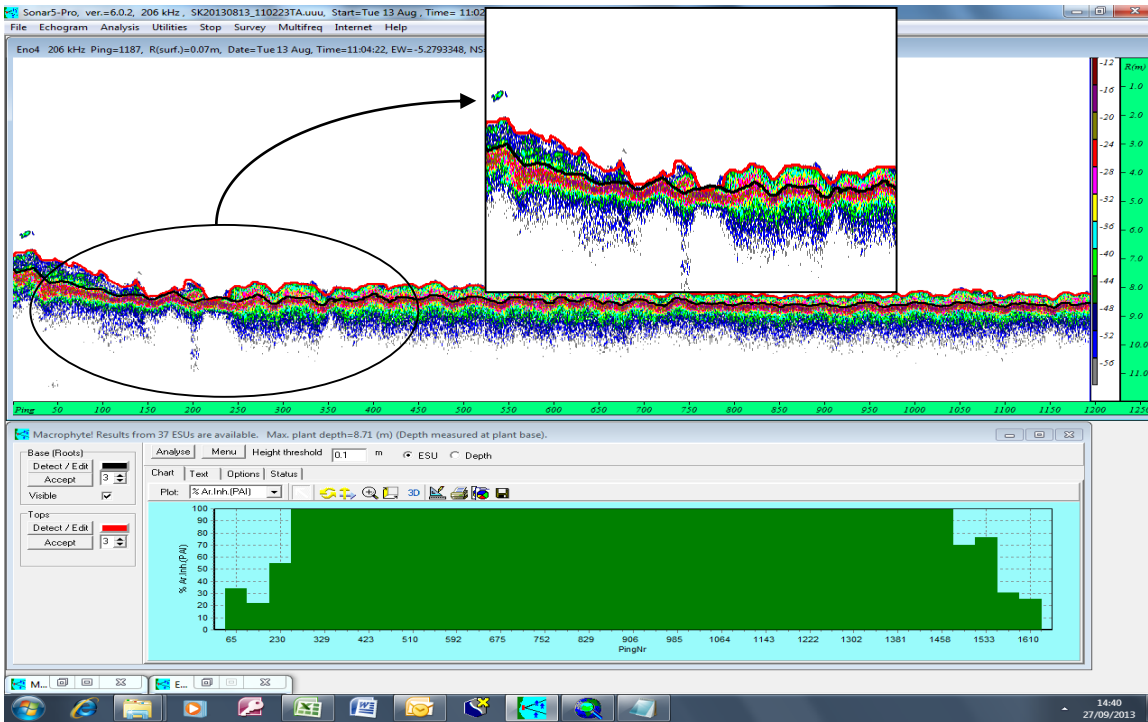 Sonar5-Pro, ver.=6.0.2, 206 kHz , SK20130813_110223TA.uuu, Start=Tue 13 Aug , Time= 11:02
File Echogram Analysis Utilities Stop Survey Multifreq Internet Help
Eno4 206 kHz Ping=1187, R(surf.)=0.07m, Date=Tue 13 Aug, Time=11:04:22, EW=-5.2793348, NS
-12 R(m)
-16 1.0
-20 2.0
-24 3.0
-28 4.0
-32 5.0
-36 6.0
-40 7.0
-44 8.0
-48 9.0
-52 10.0
-56 11.0
Ping 50 100 150 200 250 300 350 400 450 500 550 600 650 700 750 800 850 900 950 1000 1050 1100 1150 1200 1250
Macrophyte! Results from 37 ESUs are available. Max. plant depth=8.71 (m) (Depth measured at plant base).
Base (Roots)
Detect / Edit
Accept 3
Visible
Tops
Detect / Edit
Accept 3
Analyse Menu Height threshold 0.1 m ESU Depth
Chart Text Options Status
Plot: % Ar.Inh.(PAI) 3D
% Ar.Inh.(PAI)
100
90
80
70
60
50
40
30
20
10
0
65 230 329 423 510 592 675 752 829 906 985 1064 1143 1222 1302 1381 1458 1533 1610
PingNr
M... E...
14:40
27/09/2013